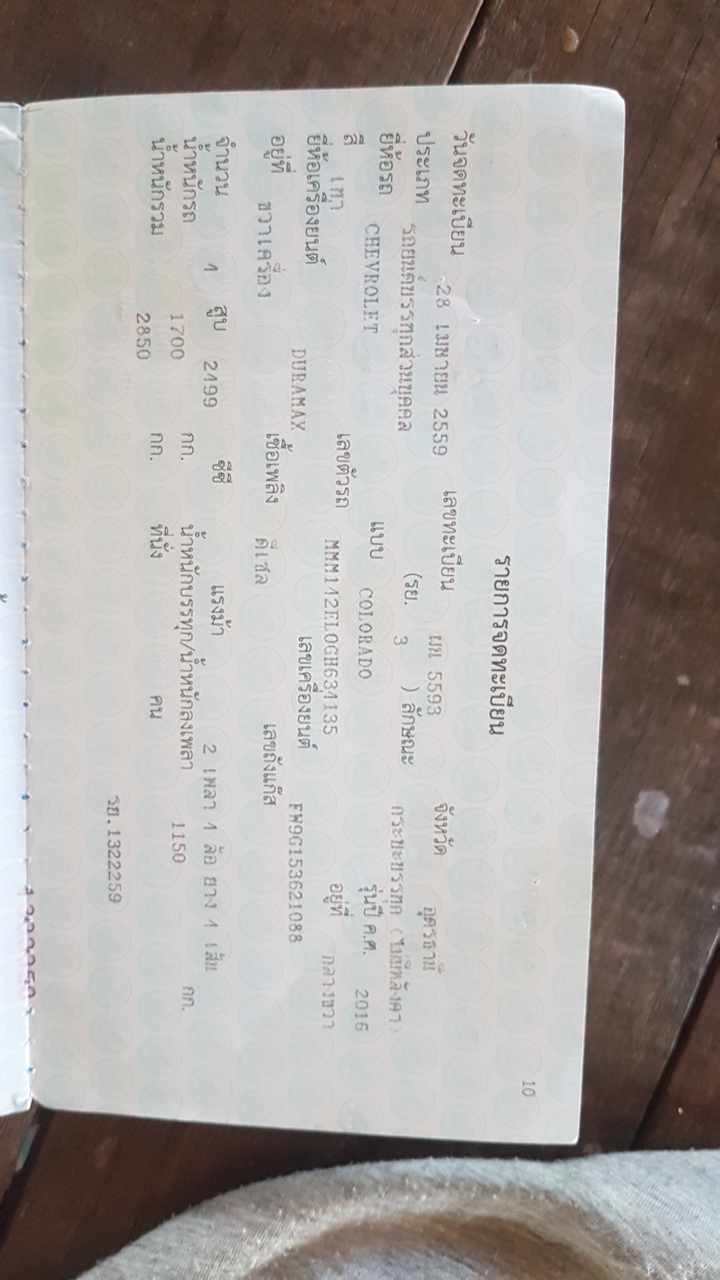 10
รายการจดทะเบียน
วันจดทะเบียน 28 เมษายน 2559 เลขทะเบียน ผน 5593 จังหวัด อุดรธานี
ประเภท รถยนต์บรรทุกส่วนบุคคล (รย. 3 ) ลักษณะ กระบะบรรทุก (ไม่มีหลังคา)
ยี่ห้อรถ CHEVROLET แบบ COLORADO รุ่นปี ค.ศ. 2016
สี เทา เลขตัวรถ อยู่ที่ กลางขวา
ยี่ห้อเครื่องยนต์ DURAMAX เลขเครื่องยนต์
อยู่ที่ ขวาเครื่อง เชื้อเพลิง ดีเซล เลขถังแก๊ส
จำนวน 4 สูบ 2499 ซีซี แรงม้า 2 เพลา 4 ล้อ ยาง 4 เส้น
น้ำหนักรถ 1700 กก. น้ำหนักบรรทุก/น้ำหนักลงเพลา 1150 กก.
น้ำหนักรวม 2850 กก. ที่นั่ง คน
วย.1322259